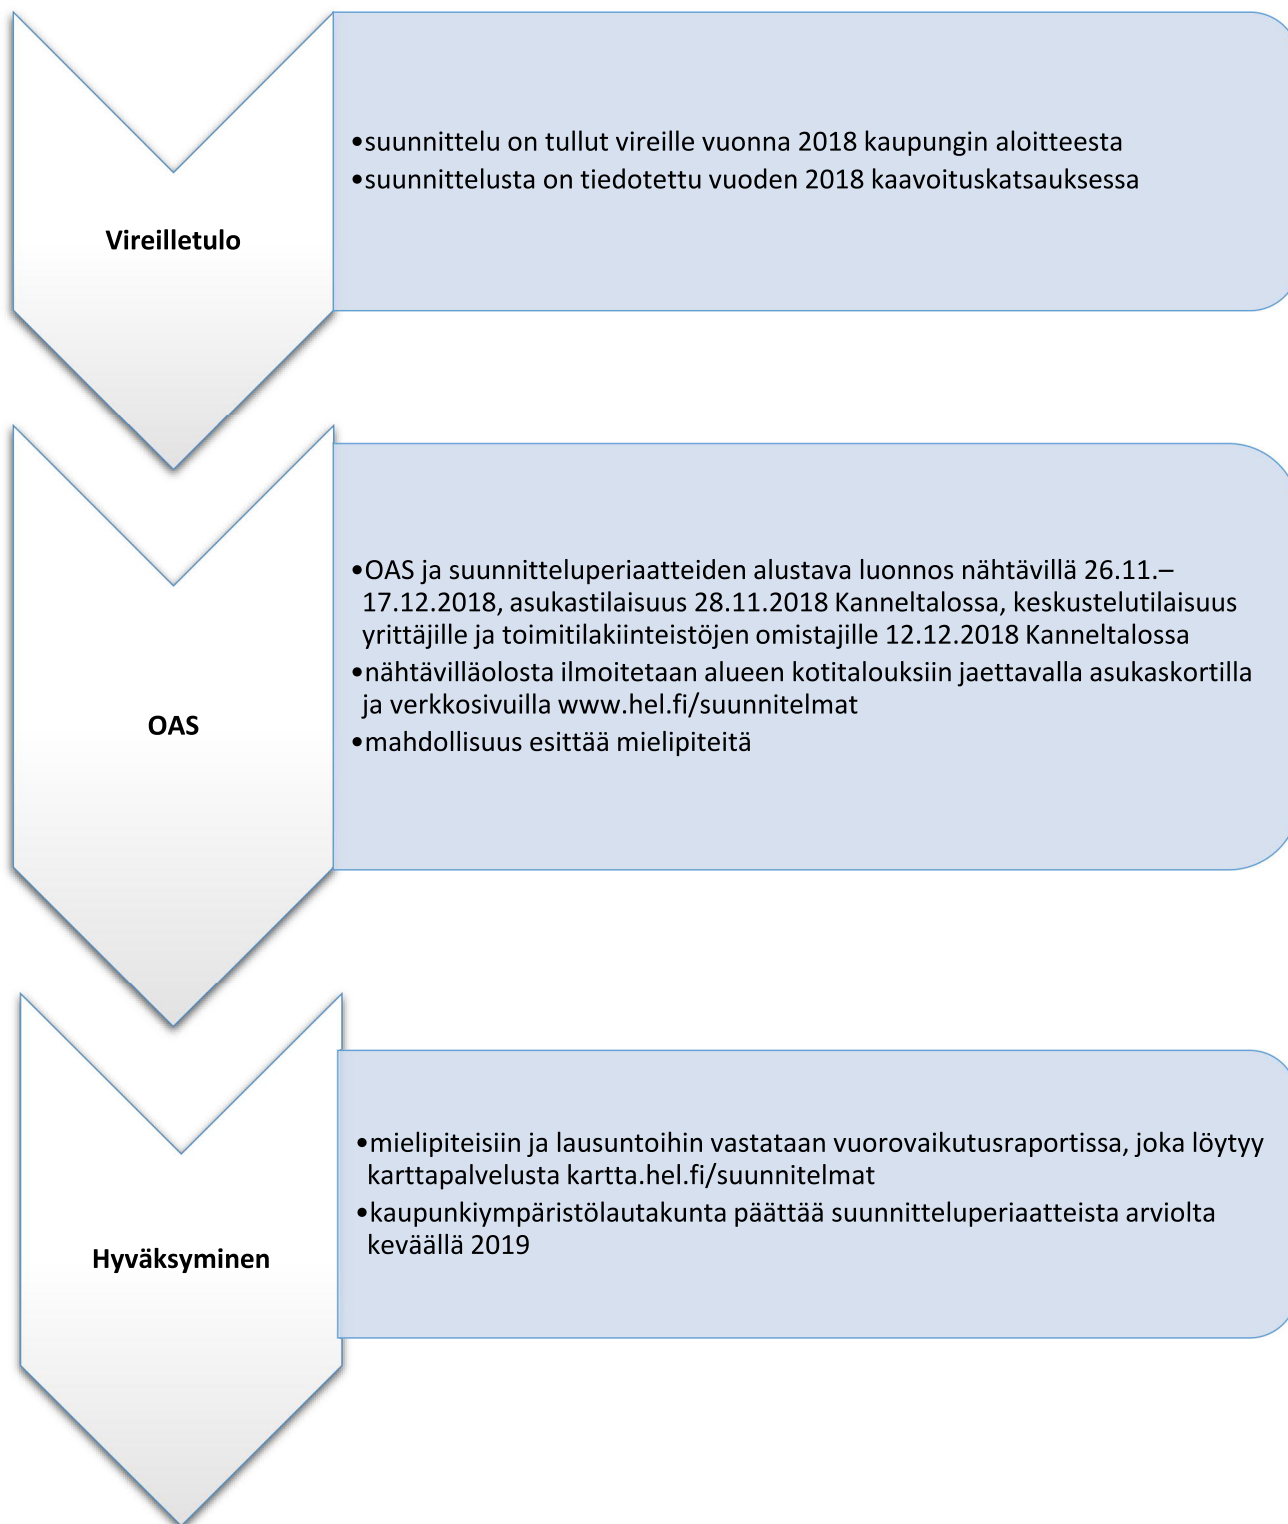 •suunnittelu on tullut vireille vuonna 2018 kaupungin aloitteesta
•suunnittelusta on tiedotettu vuoden 2018 kaavoituskatsauksessa
Vireilletulo
•OAS ja suunnitteluperiaatteiden alustava luonnos nähtävillä 26.11.–
17.12.2018, asukastilaisuus 28.11.2018 Kanneltalossa, keskustelutilaisuus
yrittäjille ja toimitilakiinteistöjen omistajille 12.12.2018 Kanneltalossa
•nähtävilläolosta ilmoitetaan alueen kotitalouksiin jaettavalla asukaskortilla
ja verkkosivuilla www.hel.fi/suunnitelmat
•mahdollisuus esittää mielipiteitä
OAS
•mielipiteisiin ja lausuntoihin vastataan vuorovaikutusraportissa, joka löytyy
karttapalvelusta kartta.hel.fi/suunnitelmat
•kaupunkiympäristölautakunta päättää suunnitteluperiaatteista arviolta
keväällä 2019
Hyväksyminen